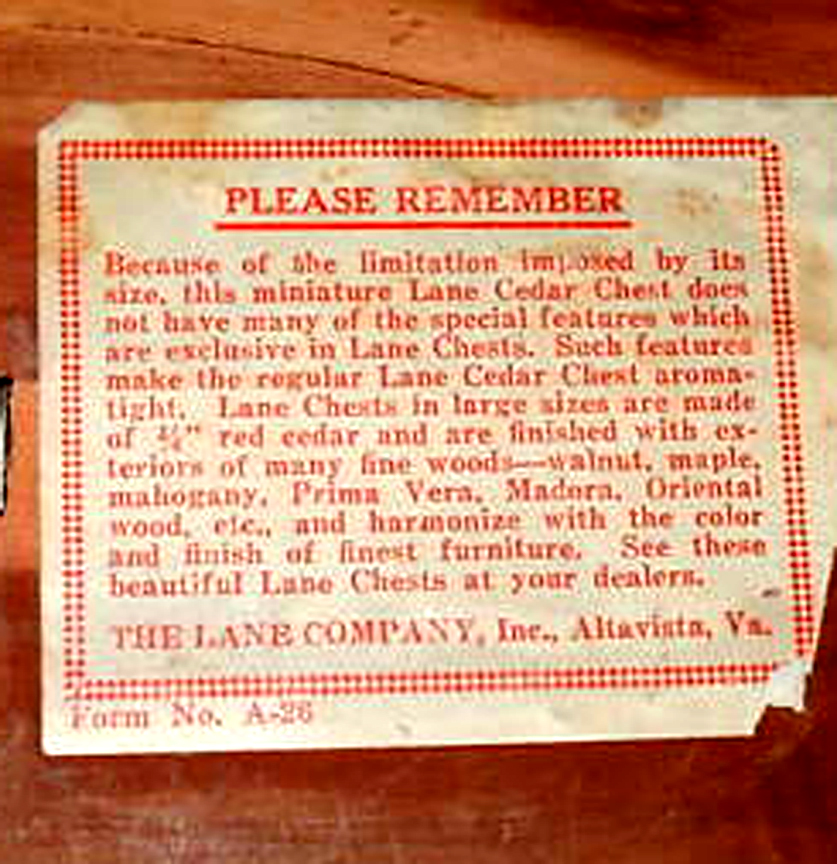 PLEASE REMEMBER
Because of the limitation imposed by its
size, this miniature Lane Cedar Chest does
not have many of the special features which
are exclusive in Lane Chests. Such features
make the regular Lane Cedar Chest aroma-
tight. Lane Chests in large sizes are made
of ¾" red cedar and are finished with ex-
teriors of many fine woods—walnut, maple,
mahogany, Prima Vera, Madora, Oriental
wood, etc., and harmonize with the color
and finish of finest furniture. See these
beautiful Lane Chests at your dealers.
THE LANE COMPANY, Inc., Altavista, Va.
Form No. A-26